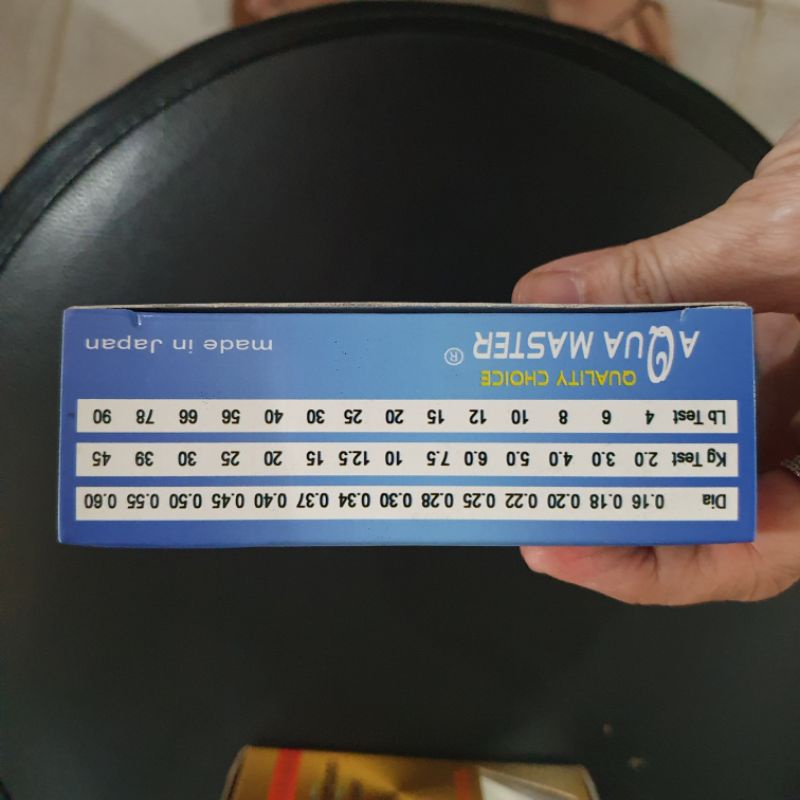 Dia 0.16 0.18 0.20 0.22 0.25 0.28 0.30 0.34 0.37 0.40 0.45 0.50 0.55 0.60
Kg Test 2.0 3.0 4.0 5.0 6.0 7.5 10 12.5 15 20 25 30 39 45
Lb Test 4 6 8 10 12 15 20 25 30 40 56 66 78 90
QUALITY CHOICE
AQUA MASTER ® made in Japan